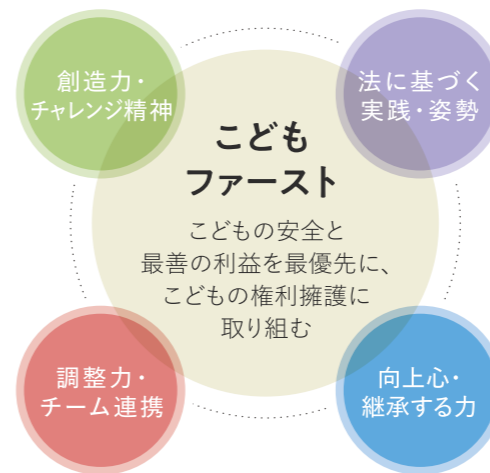 創造力・
チャレンジ精神
法に基づく
実践・姿勢
こども
ファースト
こどもの安全と
最善の利益を最優先に、
こどもの権利擁護に
取り組む
調整力・
チーム連携
向上心・
継承する力